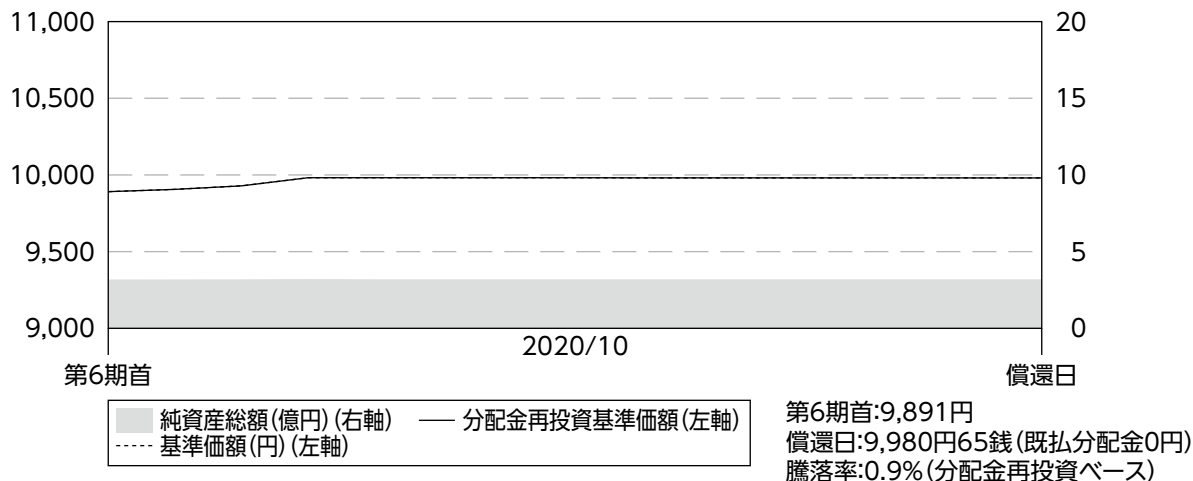 11,000
10,500
10,000
9,500
9,000
20
15
10
5
0
2020/10
第6期首
償還日
純資産総額(億円)(右軸)
分配金再投資基準価額(左軸)
基準価額(円)(左軸)
第6期首:9,891円
償還日:9,980円65銭(既払分配金0円)
騰落率:0.9%(分配金再投資ベース)